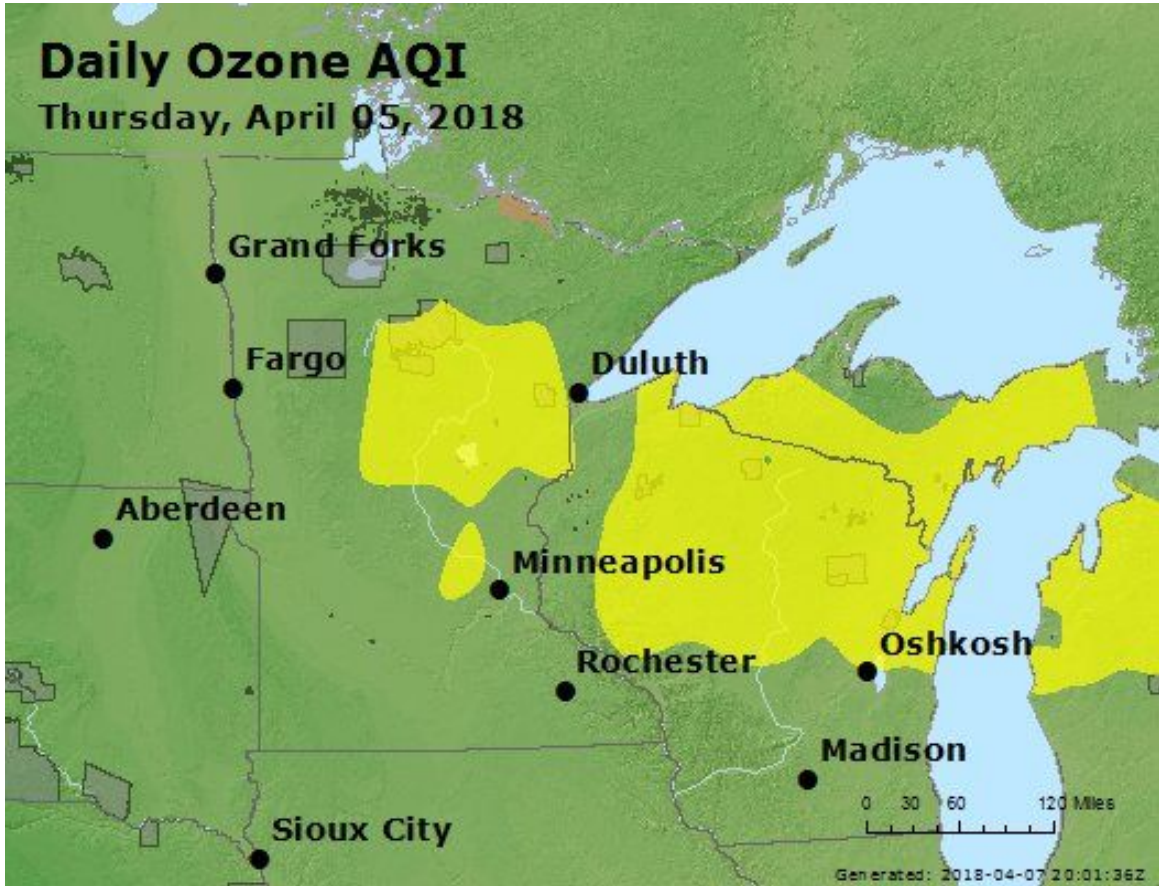 Daily Ozone AQI
Thursday, April 05, 2018
Grand Forks
Fargo
Duluth
Aberdeen
Minneapolis
Oshkosh
Rochester
Madison
0 30 60 120 Miles
Sioux City
Generated: 2018-04-07 20:01:36Z